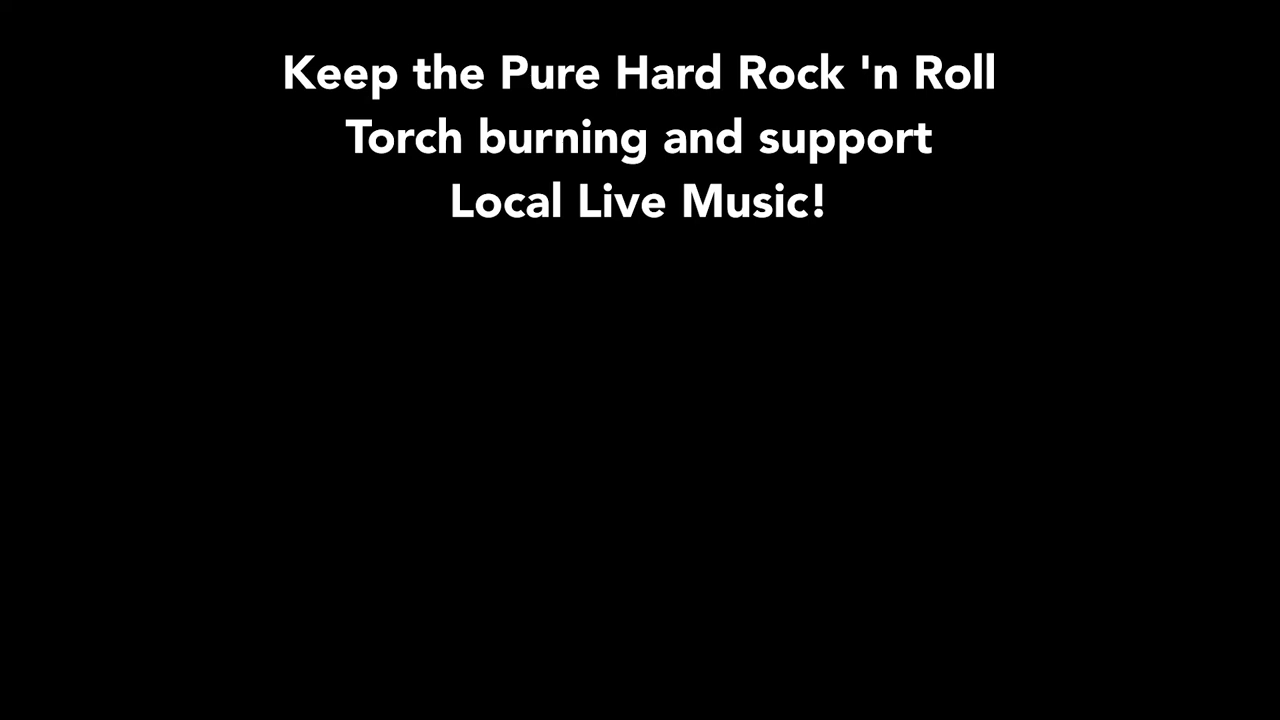 Keep the Pure Hard Rock 'n Roll
Torch burning and support
Local Live Music!